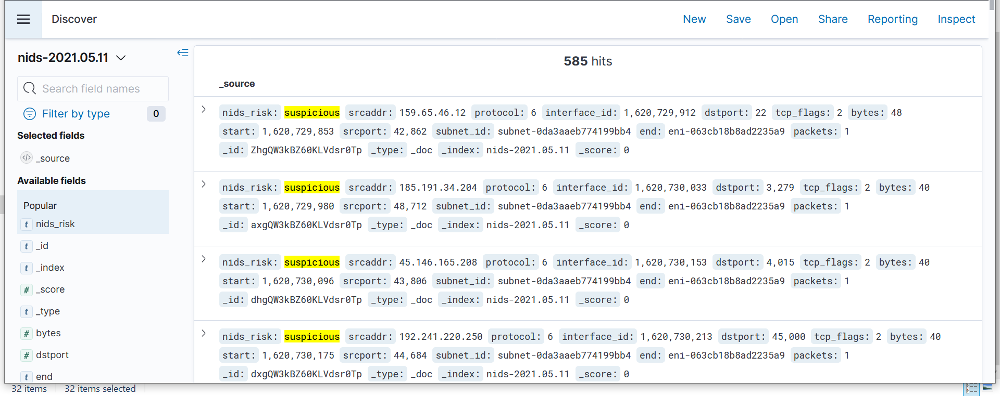 Discover
New Save Open Share Reporting Inspect
nids-2021.05.11
Search field names
Filter by type 0
Selected fields
_source
Available fields
Popular
nids_risk
_id
_index
_score
_type
bytes
dstport
end
585 hits
_source
nids_risk: suspicious srcaddr: 159.65.46.12 protocol: 6 interface_id: 1,620,729,912 dstport: 22 tcp_flags: 2 bytes: 48
start: 1,620,729,853 srcport: 42,862 subnet_id: subnet-0da3aaeb774199bb4 end: eni-063cb18b8ad2235a9 packets: 1
_id: ZhgQW3kBZ60KLVdsr0Tp _type: _doc _index: nids-2021.05.11 _score: 0
nids_risk: suspicious srcaddr: 185.191.34.204 protocol: 6 interface_id: 1,620,730,033 dstport: 3,279 tcp_flags: 2 bytes: 40
start: 1,620,729,980 srcport: 48,712 subnet_id: subnet-0da3aaeb774199bb4 end: eni-063cb18b8ad2235a9 packets: 1
_id: axgQW3kBZ60KLVdsr0Tp _type: _doc _index: nids-2021.05.11 _score: 0
nids_risk: suspicious srcaddr: 45.146.165.208 protocol: 6 interface_id: 1,620,730,153 dstport: 4,015 tcp_flags: 2 bytes: 40
start: 1,620,730,096 srcport: 43,806 subnet_id: subnet-0da3aaeb774199bb4 end: eni-063cb18b8ad2235a9 packets: 1
_id: dhgQW3kBZ60KLVdsr0Tp _type: _doc _index: nids-2021.05.11 _score: 0
nids_risk: suspicious srcaddr: 192.241.220.250 protocol: 6 interface_id: 1,620,730,213 dstport: 45,000 tcp_flags: 2 bytes: 40
start: 1,620,730,175 srcport: 44,684 subnet_id: subnet-0da3aaeb774199bb4 end: eni-063cb18b8ad2235a9 packets: 1
_id: dxgQW3kBZ60KLVdsr0Tp _type: _doc _index: nids-2021.05.11 _score: 0
32 items 32 items selected